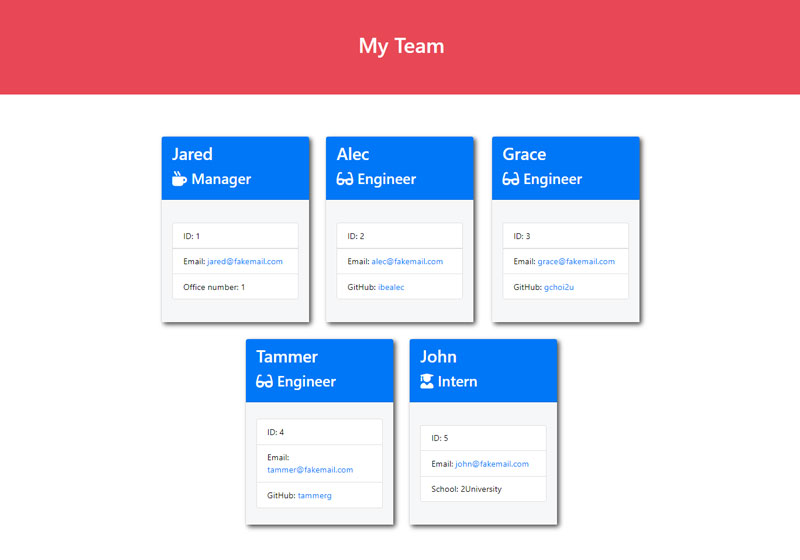 My Team
Jared
Manager
ID: 1
Email: jared@fakemail.com
Office number: 1
Alec
Engineer
ID: 2
Email: alec@fakemail.com
GitHub: ibealec
Grace
Engineer
ID: 3
Email: grace@fakemail.com
GitHub: gchoi2u
Tammer
Engineer
ID: 4
Email:
tammer@fakemail.com
GitHub: tammerg
John
Intern
ID: 5
Email: john@fakemail.com
School: 2University